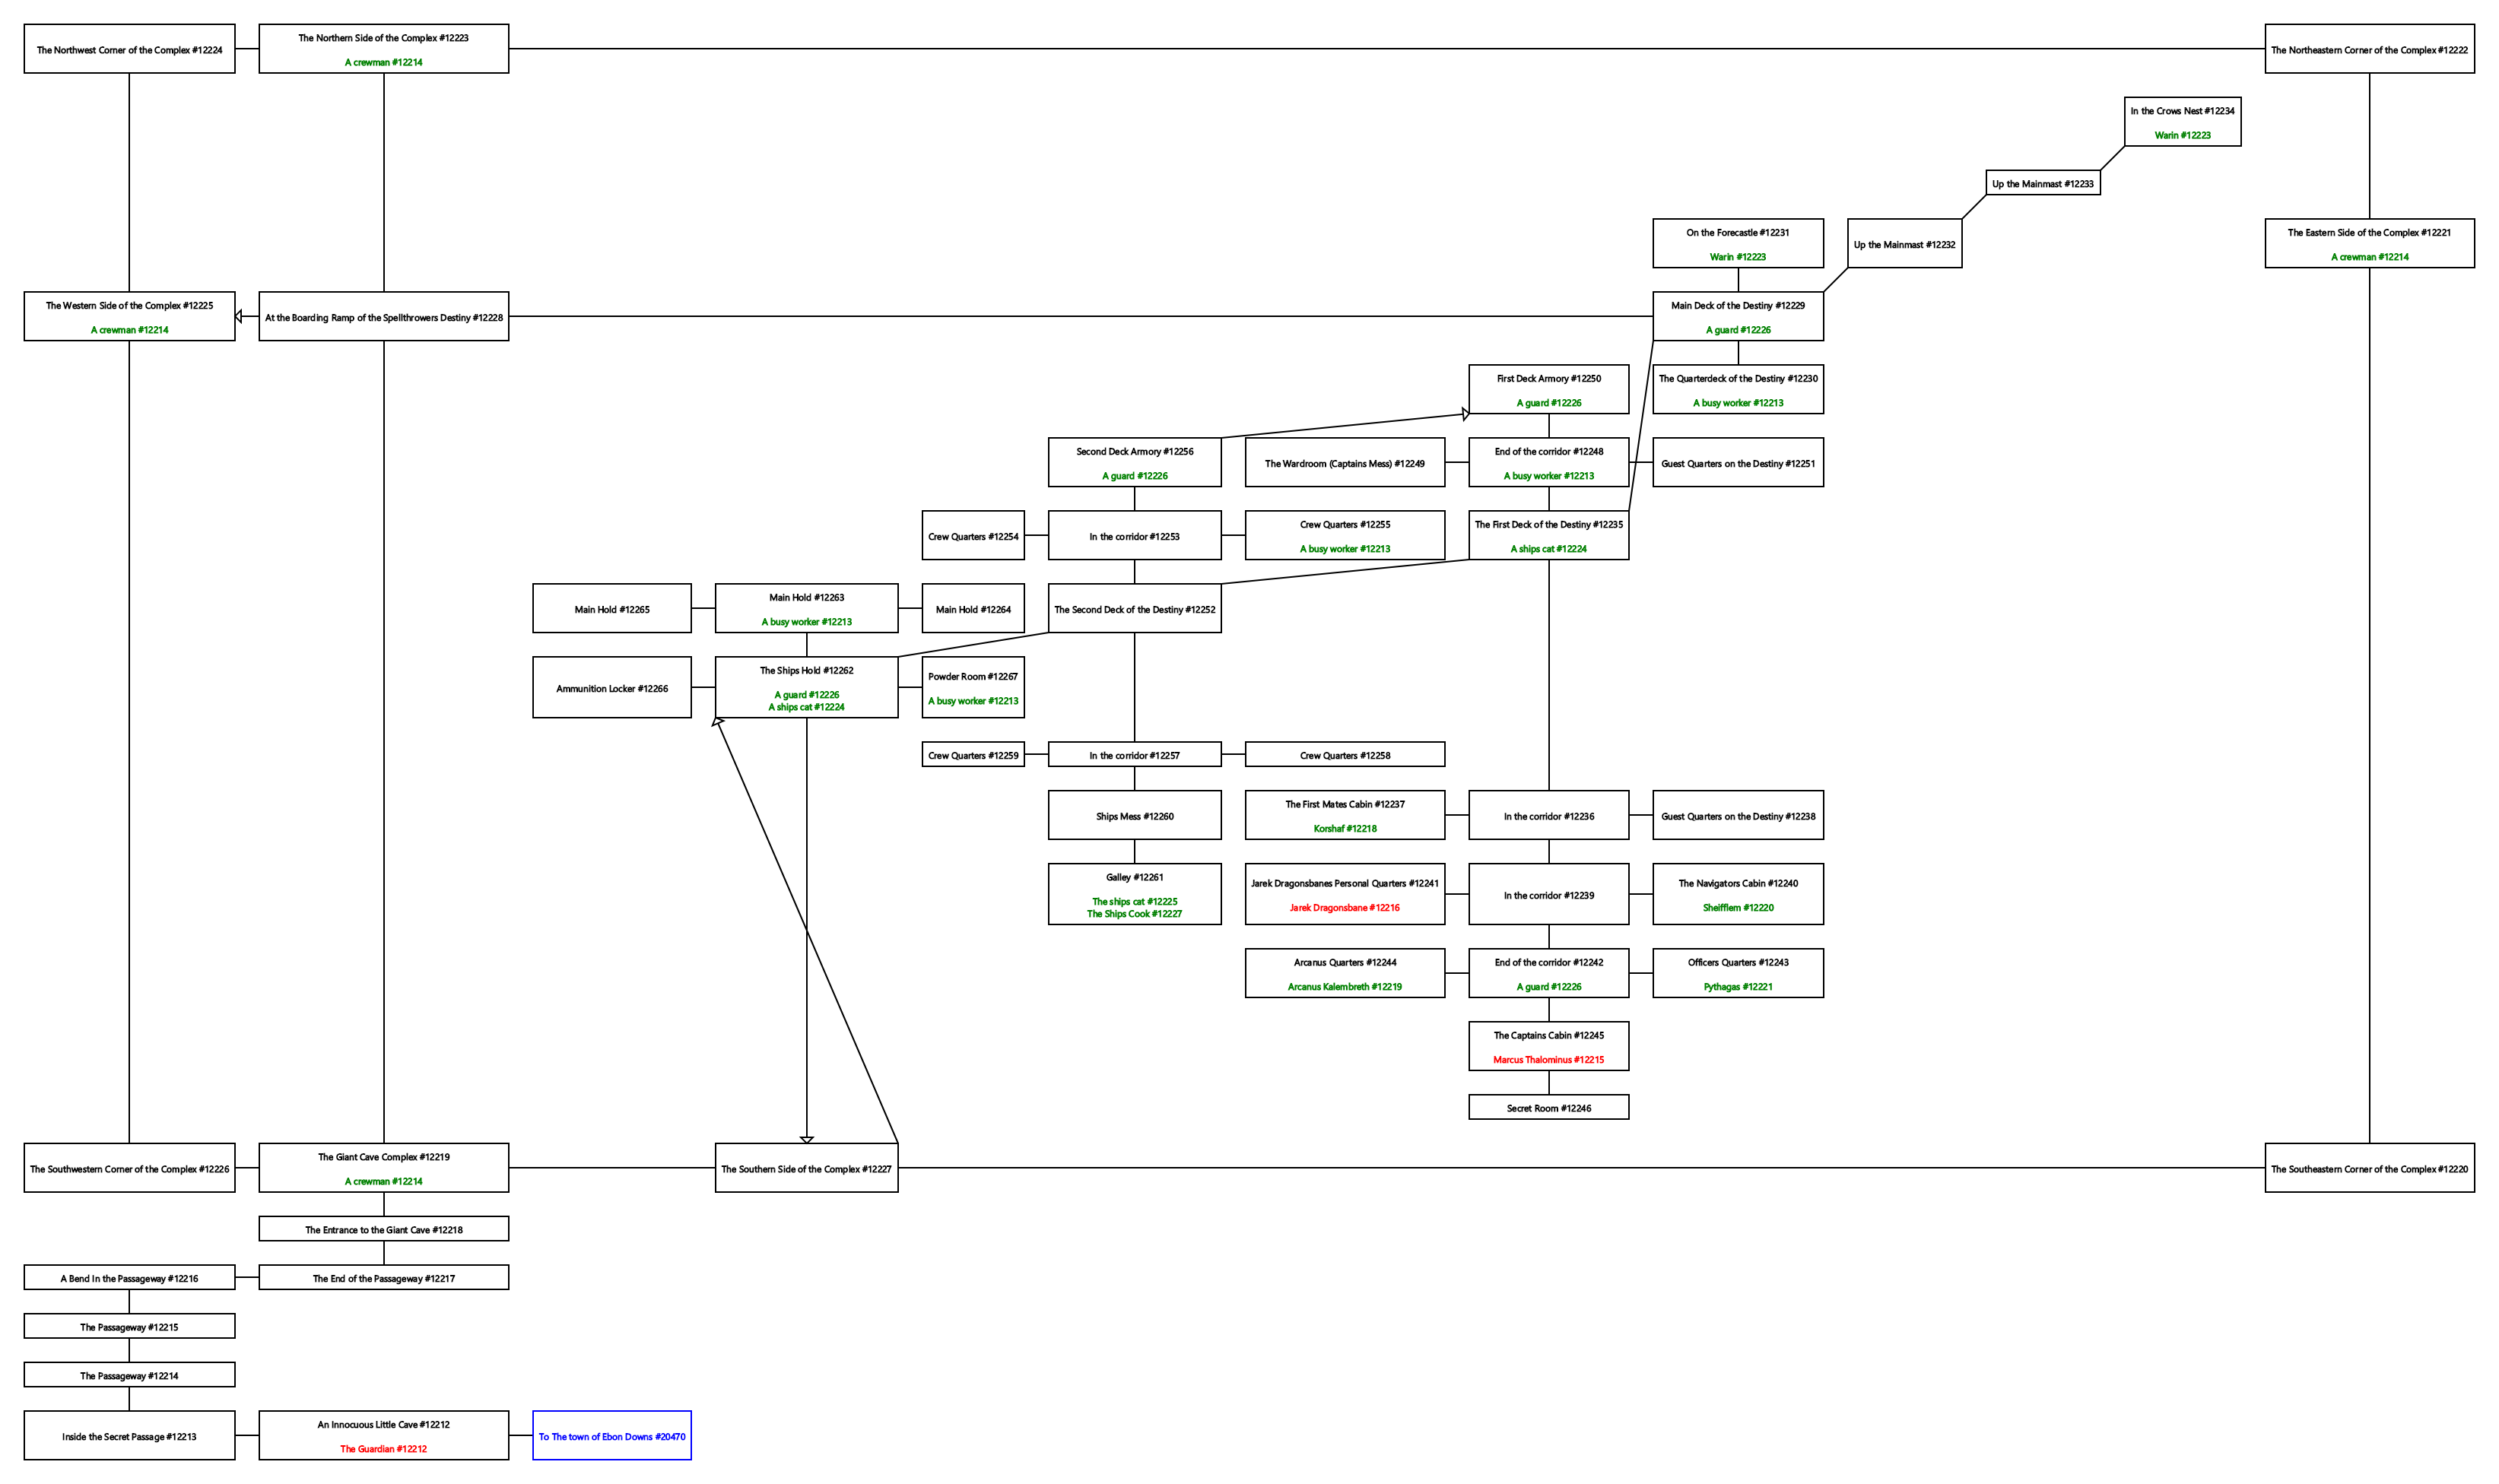 The Northwest Corner of the Complex #12224
The Northern Side of the Complex #12223
A crewman #12214
The Northeastern Corner of the Complex #12222
In the Crows Nest #12234
Warin #12223
Up the Mainmast #12233
On the Forecastle #12231
Warin #12223
Up the Mainmast #12232
The Eastern Side of the Complex #12221
A crewman #12214
The Western Side of the Complex #12225
A crewman #12214
At the Boarding Ramp of the Spellthrowers Destiny #12228
Main Deck of the Destiny #12229
A guard #12226
First Deck Armory #12250
A guard #12226
The Quarterdeck of the Destiny #12230
A busy worker #12213
Second Deck Armory #12256
A guard #12226
The Wardroom (Captains Mess) #12249
End of the corridor #12248
A busy worker #12213
Guest Quarters on the Destiny #12251
Crew Quarters #12254
In the corridor #12253
Crew Quarters #12255
A busy worker #12213
The First Deck of the Destiny #12235
A ships cat #12224
Main Hold #12265
Main Hold #12263
A busy worker #12213
Main Hold #12264
The Second Deck of the Destiny #12252
Ammunition Locker #12266
The Ships Hold #12262
A guard #12226
A ships cat #12224
Powder Room #12267
A busy worker #12213
Crew Quarters #12259
In the corridor #12257
Crew Quarters #12258
Ships Mess #12260
The First Mates Cabin #12237
Korshaf #12218
In the corridor #12236
Guest Quarters on the Destiny #12238
Galley #12261
The ships cat #12225
The Ships Cook #12227
Jarek Dragonsbanes Personal Quarters #12241
Jarek Dragonsbane #12216
In the corridor #12239
The Navigators Cabin #12240
Sheifflem #12220
Arcanus Quarters #12244
Arcanus Kalembreth #12219
End of the corridor #12242
A guard #12226
Officers Quarters #12243
Pythagas #12221
The Captains Cabin #12245
Marcus Thalominus #12215
Secret Room #12246
The Southwestern Corner of the Complex #12226
The Giant Cave Complex #12219
A crewman #12214
The Southern Side of the Complex #12227
The Southeastern Corner of the Complex #12220
The Entrance to the Giant Cave #12218
A Bend In the Passageway #12216
The End of the Passageway #12217
The Passageway #12215
The Passageway #12214
Inside the Secret Passage #12213
An Innocuous Little Cave #12212
The Guardian #12212
To The town of Ebon Downs #20470